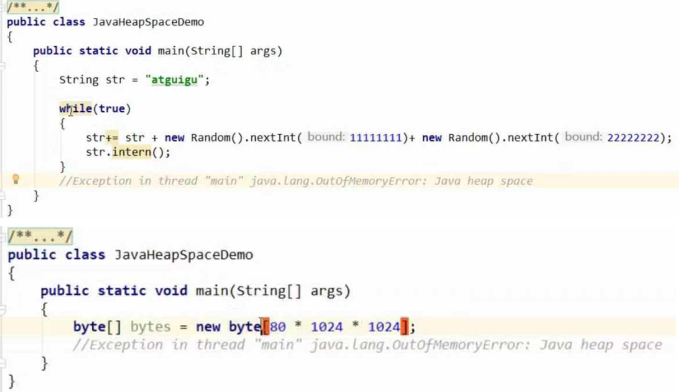 /**...*/
public class JavaHeapSpaceDemo
{
public static void main(String[] args)
{
String str = "atguigu";
while(true)
{
str+= str + new Random().nextInt( bound: 11111111)+ new Random().nextInt( bound: 22222222);
str.intern();
}
//Exception in thread "main" java.lang.OutOfMemoryError: Java heap space
}
}
/**...*/
public class JavaHeapSpaceDemo
{
public static void main(String[] args)
{
byte[] bytes = new byte[80 * 1024 * 1024];
//Exception in thread "main" java.lang.OutOfMemoryError: Java heap space
}
}